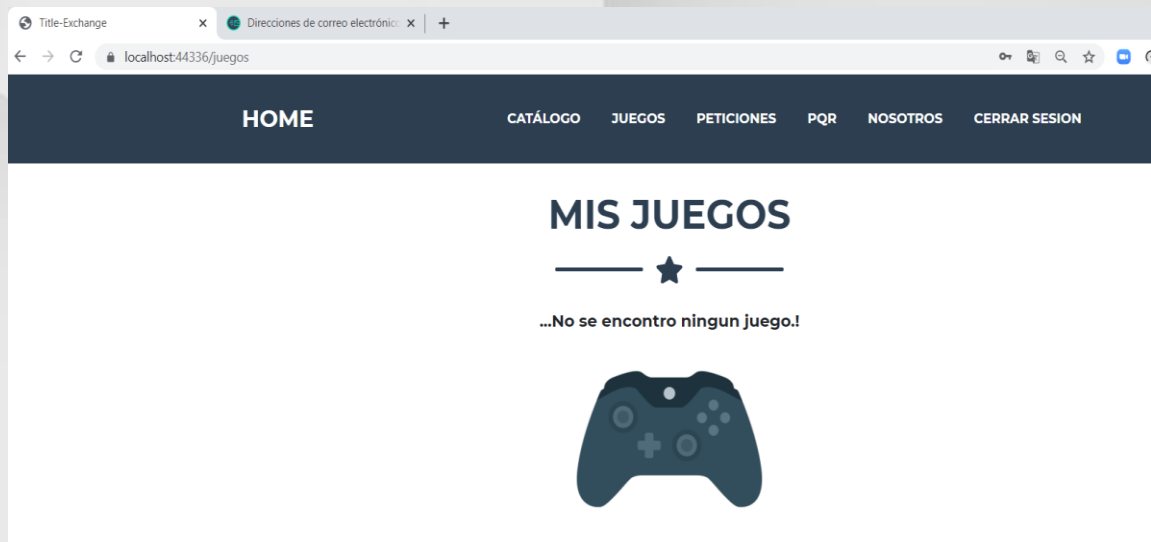 Title-Exchange
Direcciones de correo electrónic
localhost:44336/juegos
HOME CATÁLOGO JUEGOS PETICIONES PQR NOSOTROS CERRAR SESION
MIS JUEGOS
...No se encontro ningun juego.!